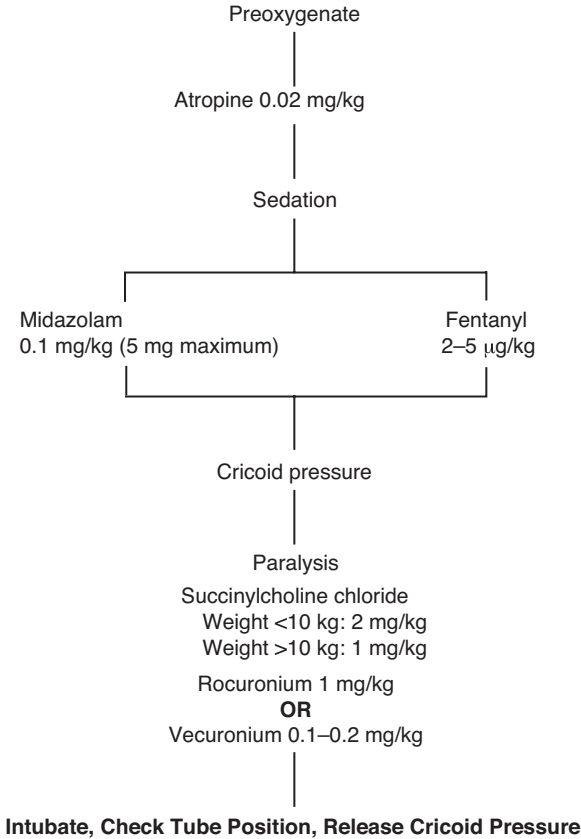 Preoxygenate
Atropine 0.02 mg/kg
Sedation
Midazolam
0.1 mg/kg (5 mg maximum)
Fentanyl
2–5 μg/kg
Cricoid pressure
Paralysis
Succinylcholine chloride
Weight <10 kg: 2 mg/kg
Weight >10 kg: 1 mg/kg
Rocuronium 1 mg/kg
OR
Vecuronium 0.1–0.2 mg/kg
Intubate, Check Tube Position, Release Cricoid Pressure